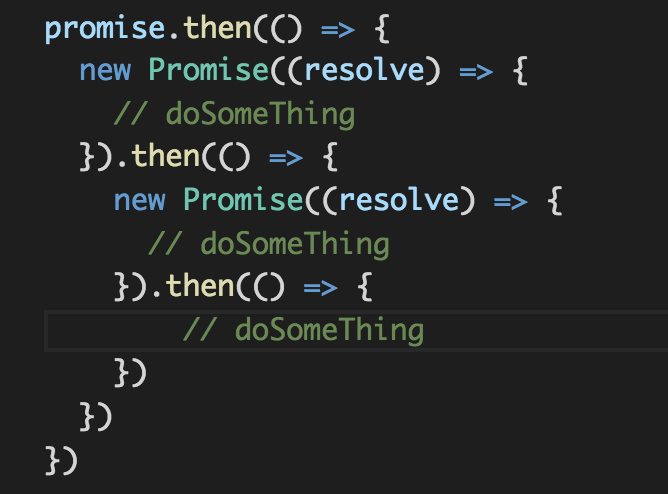 promise.then(() => {
  new Promise((resolve) => {
    // doSomeThing
  }).then(() => {
    new Promise((resolve) => {
      // doSomeThing
    }).then(() => {
        // doSomeThing
    })
  })
})